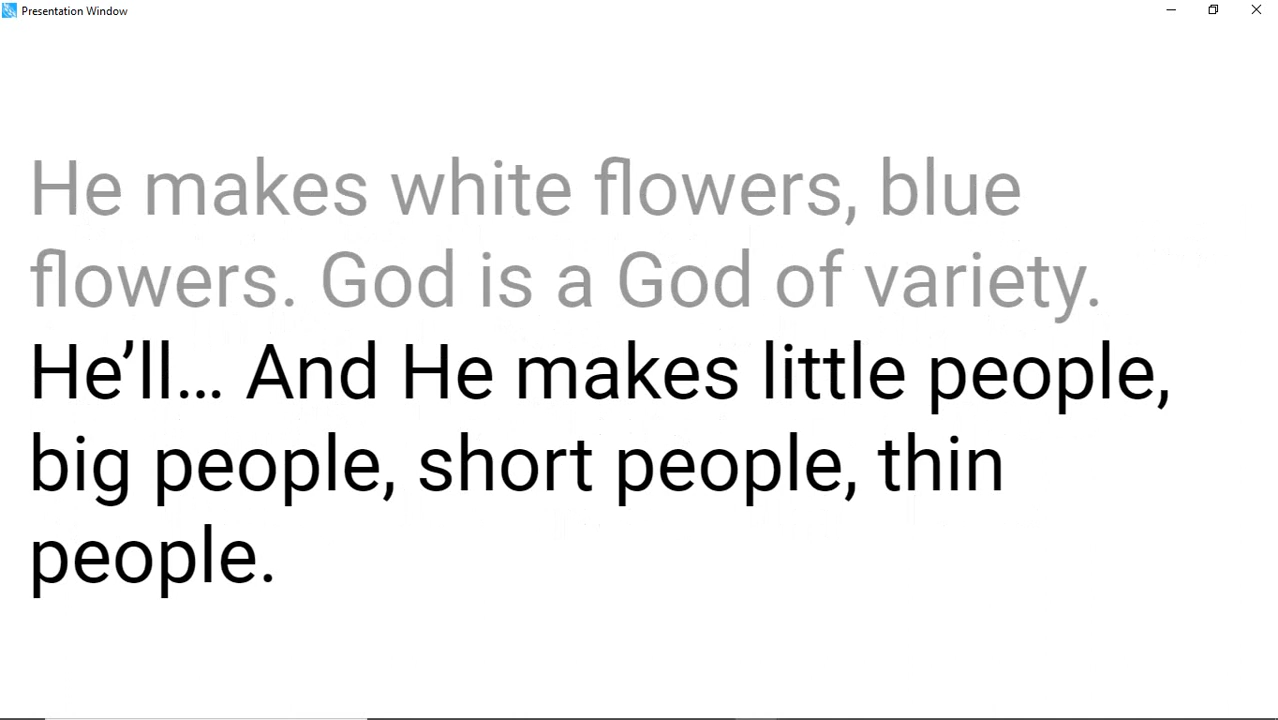 Presentation Window
He makes white flowers, blue
flowers. God is a God of variety.
He’ll… And He makes little people,
big people, short people, thin
people.